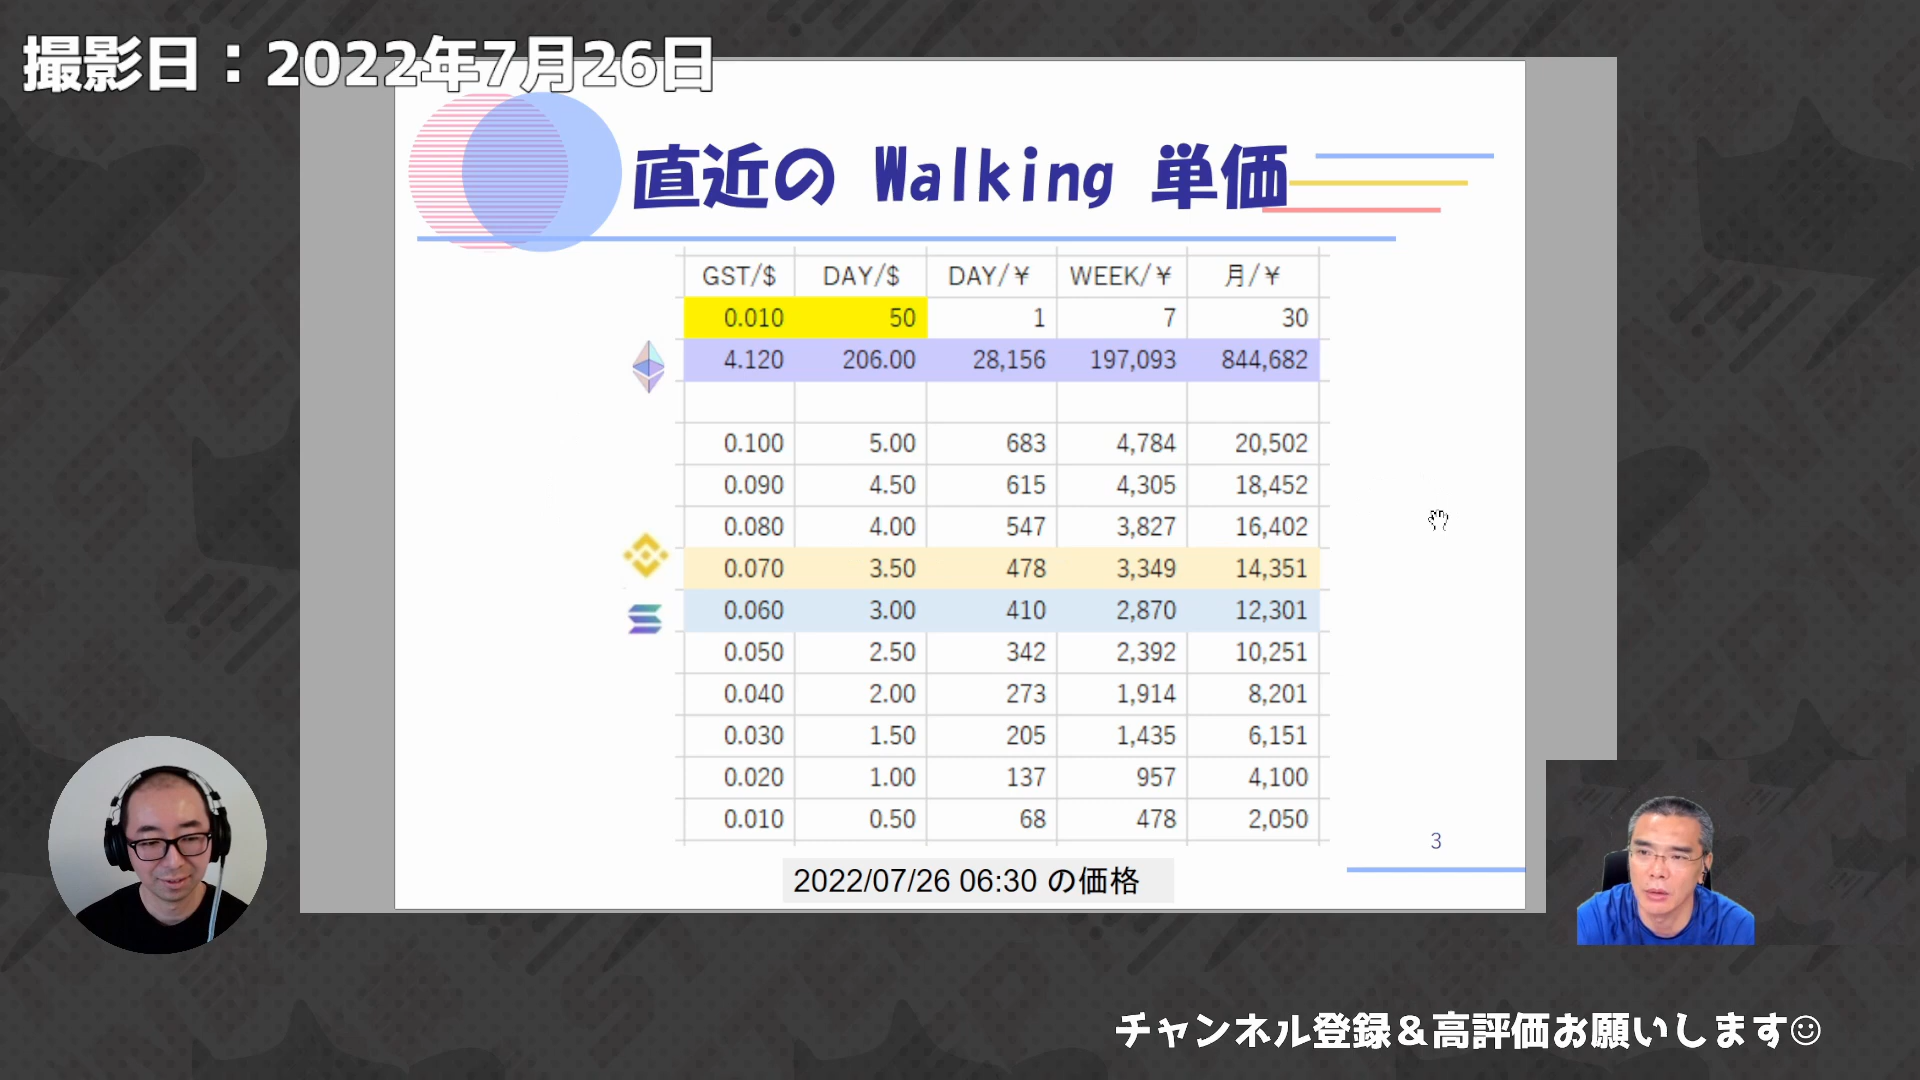 撮影日：2022年7月26日
直近の Walking 単価
GST/$ DAY/$ DAY/￥ WEEK/￥ 月/￥
0.010 50 1 7 30
4.120 206.00 28,156 197,093 844,682
0.100 5.00 683 4,784 20,502
0.090 4.50 615 4,305 18,452
0.080 4.00 547 3,827 16,402
0.070 3.50 478 3,349 14,351
0.060 3.00 410 2,870 12,301
0.050 2.50 342 2,392 10,251
0.040 2.00 273 1,914 8,201
0.030 1.50 205 1,435 6,151
0.020 1.00 137 957 4,100
0.010 0.50 68 478 2,050
3
2022/07/26 06:30 の価格
チャンネル登録＆高評価お願いします☺